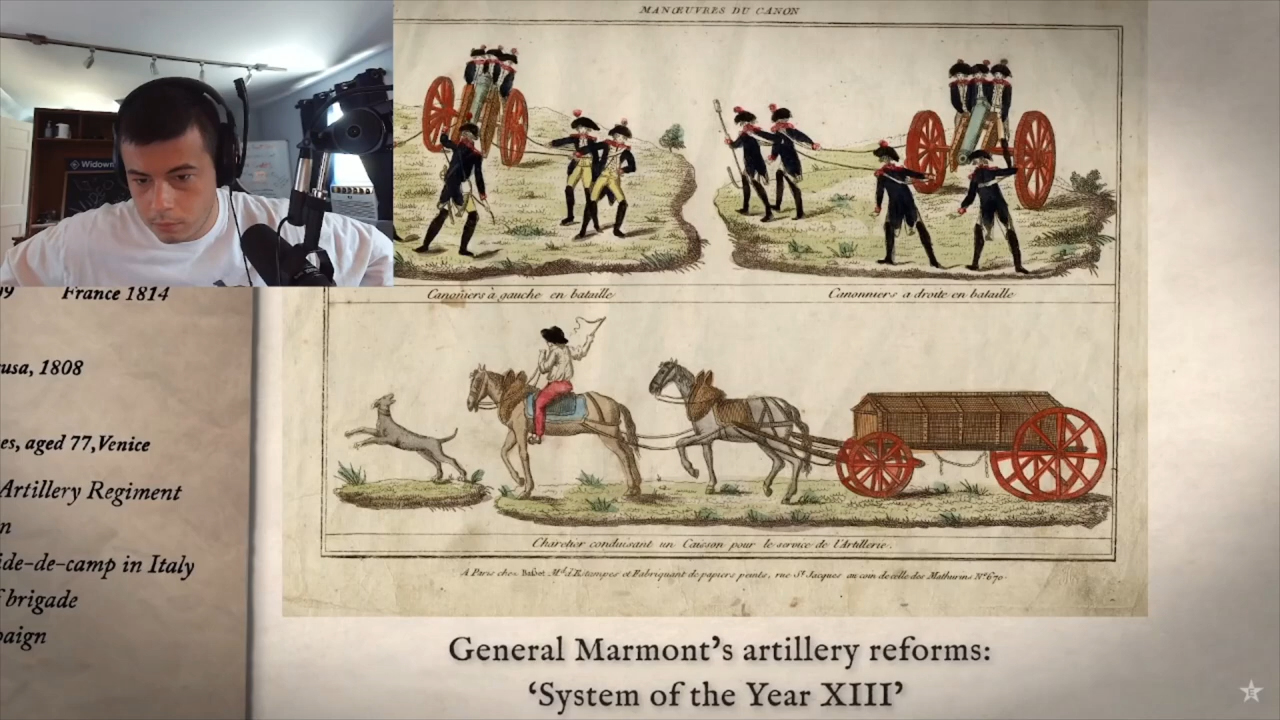 MANŒUVRES DU CANON
Widow
France 1814
usa, 1808
es, aged 77, Venice
Artillery Regiment
n
ide-de-camp in Italy
f brigade
paign
Canoniers à gauche en bataille
Canonniers a droite en bataille
Charetier conduisant un Caisson pour le service de l'Artillerie.
A Paris chez Basset Md. d'Estampes et Fabriquant de papiers peints, rue St. Jacques au coin de celle des Mathurins No. 670.
General Marmont's artillery reforms:
'System of the Year XIII'
E